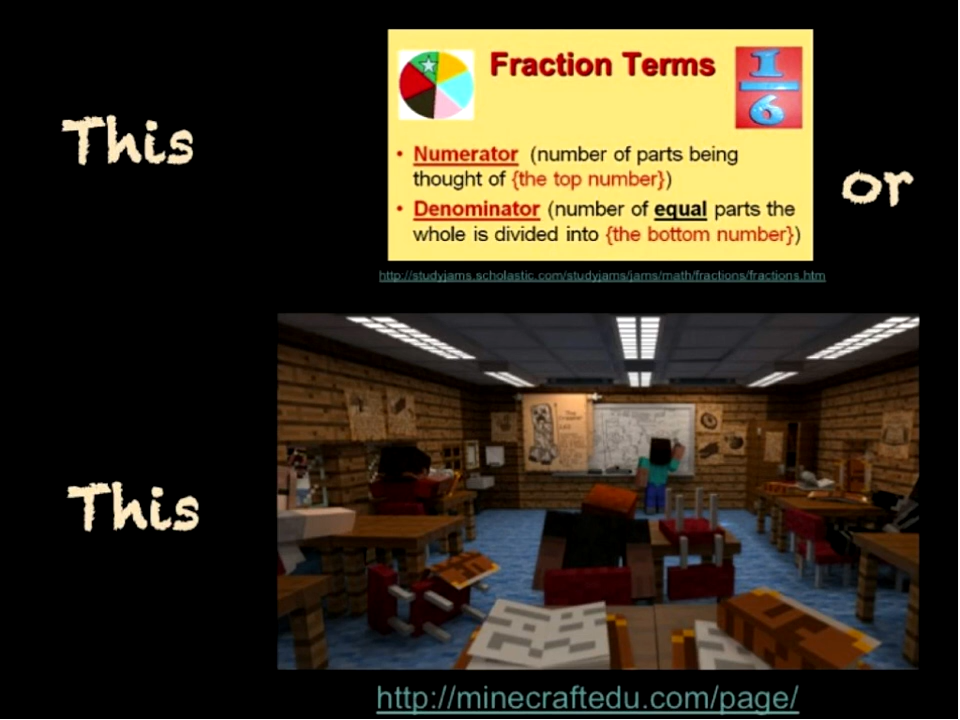 This
Fraction Terms
1
6
• Numerator (number of parts being
thought of {the top number})
• Denominator (number of equal parts the
whole is divided into {the bottom number})
or
http://studyjams.scholastic.com/studyjams/jams/math/fractions/fractions.htm
This
http://minecraftedu.com/page/